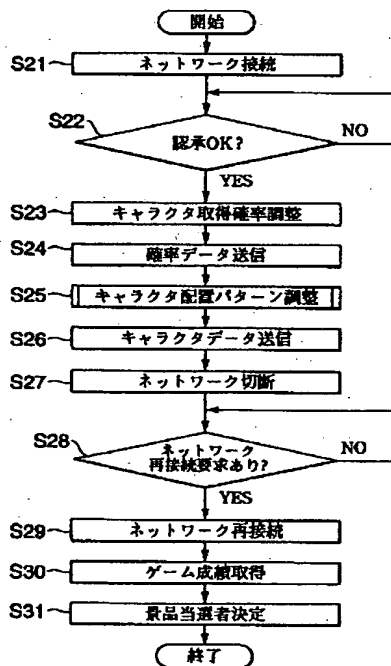 開始
S21 ネットワーク接続
S22 認承OK?
NO
YES
S23 キャラクタ取得確率調整
S24 確率データ送信
S25 キャラクタ配置パターン調整
S26 キャラクタデータ送信
S27 ネットワーク切断
S28 ネットワーク
再接続要求あり?
NO
YES
S29 ネットワーク再接続
S30 ゲーム成績取得
S31 景品当選者決定
終了